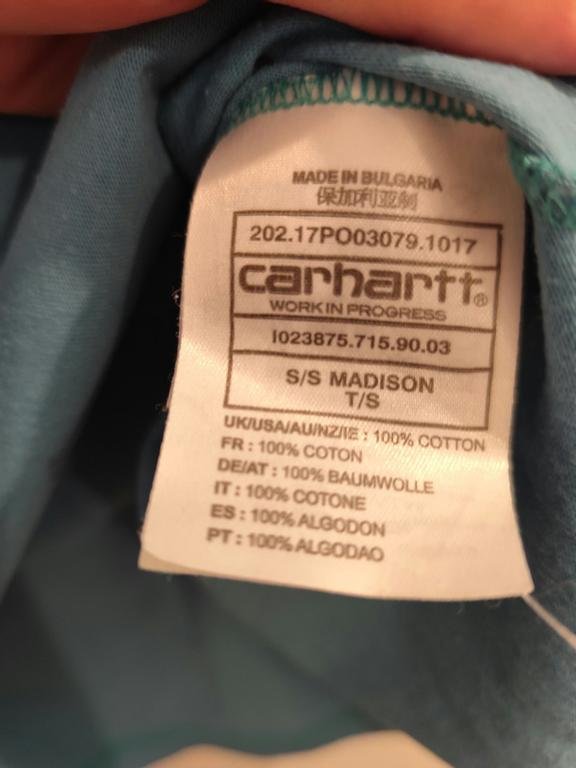 MADE IN BULGARIA
保加利亚制
202.17PO03079.1017
carhartt®
WORK IN PROGRESS
I023875.715.90.03
S/S MADISON
T/S
UK/USA/AU/NZ/IE : 100% COTTON
FR : 100% COTON
DE/AT : 100% BAUMWOLLE
IT : 100% COTONE
ES : 100% ALGODON
PT : 100% ALGODAO